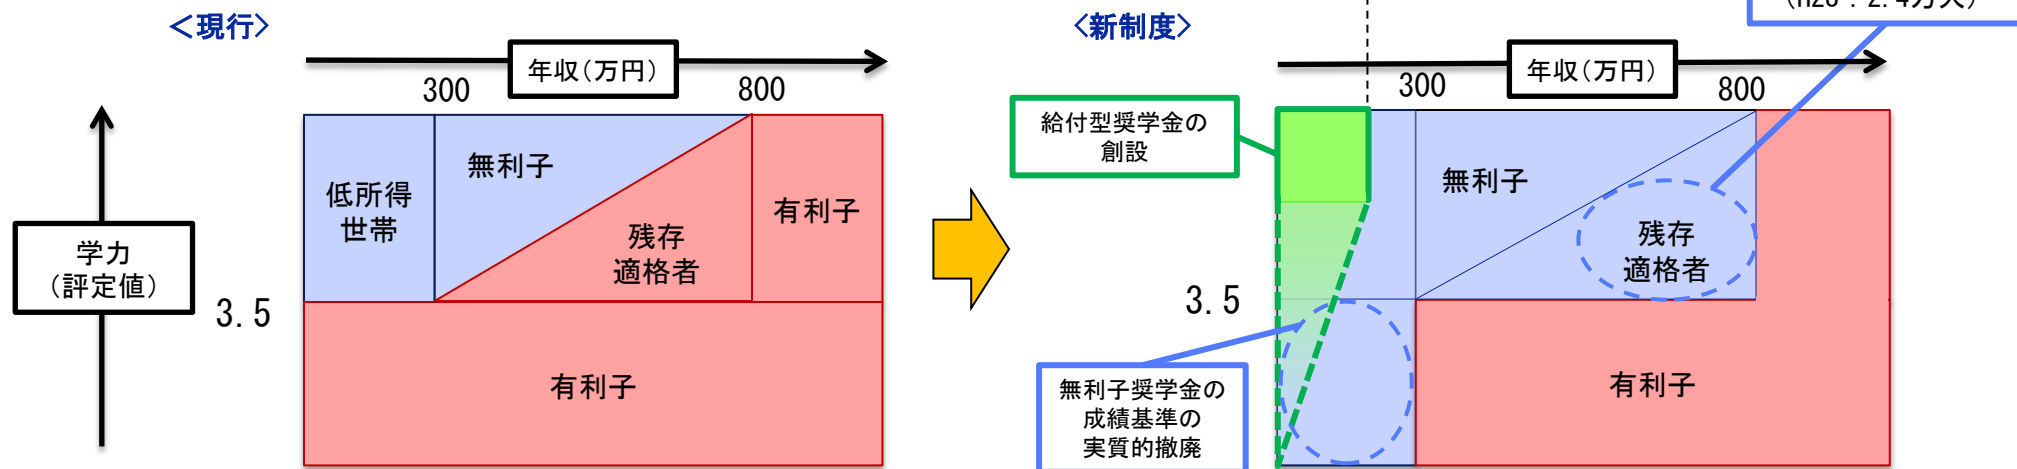 <現行>
年収(万円)
300
800
低所得
世帯
無利子
残存
適格者
有利子
学力
(評定値)
3.5
有利子
<新制度>
年収(万円)
300
800
給付型奨学金の
創設
無利子
残存
適格者
3.5
無利子奨学金の
成績基準の
実質的撤廃
有利子